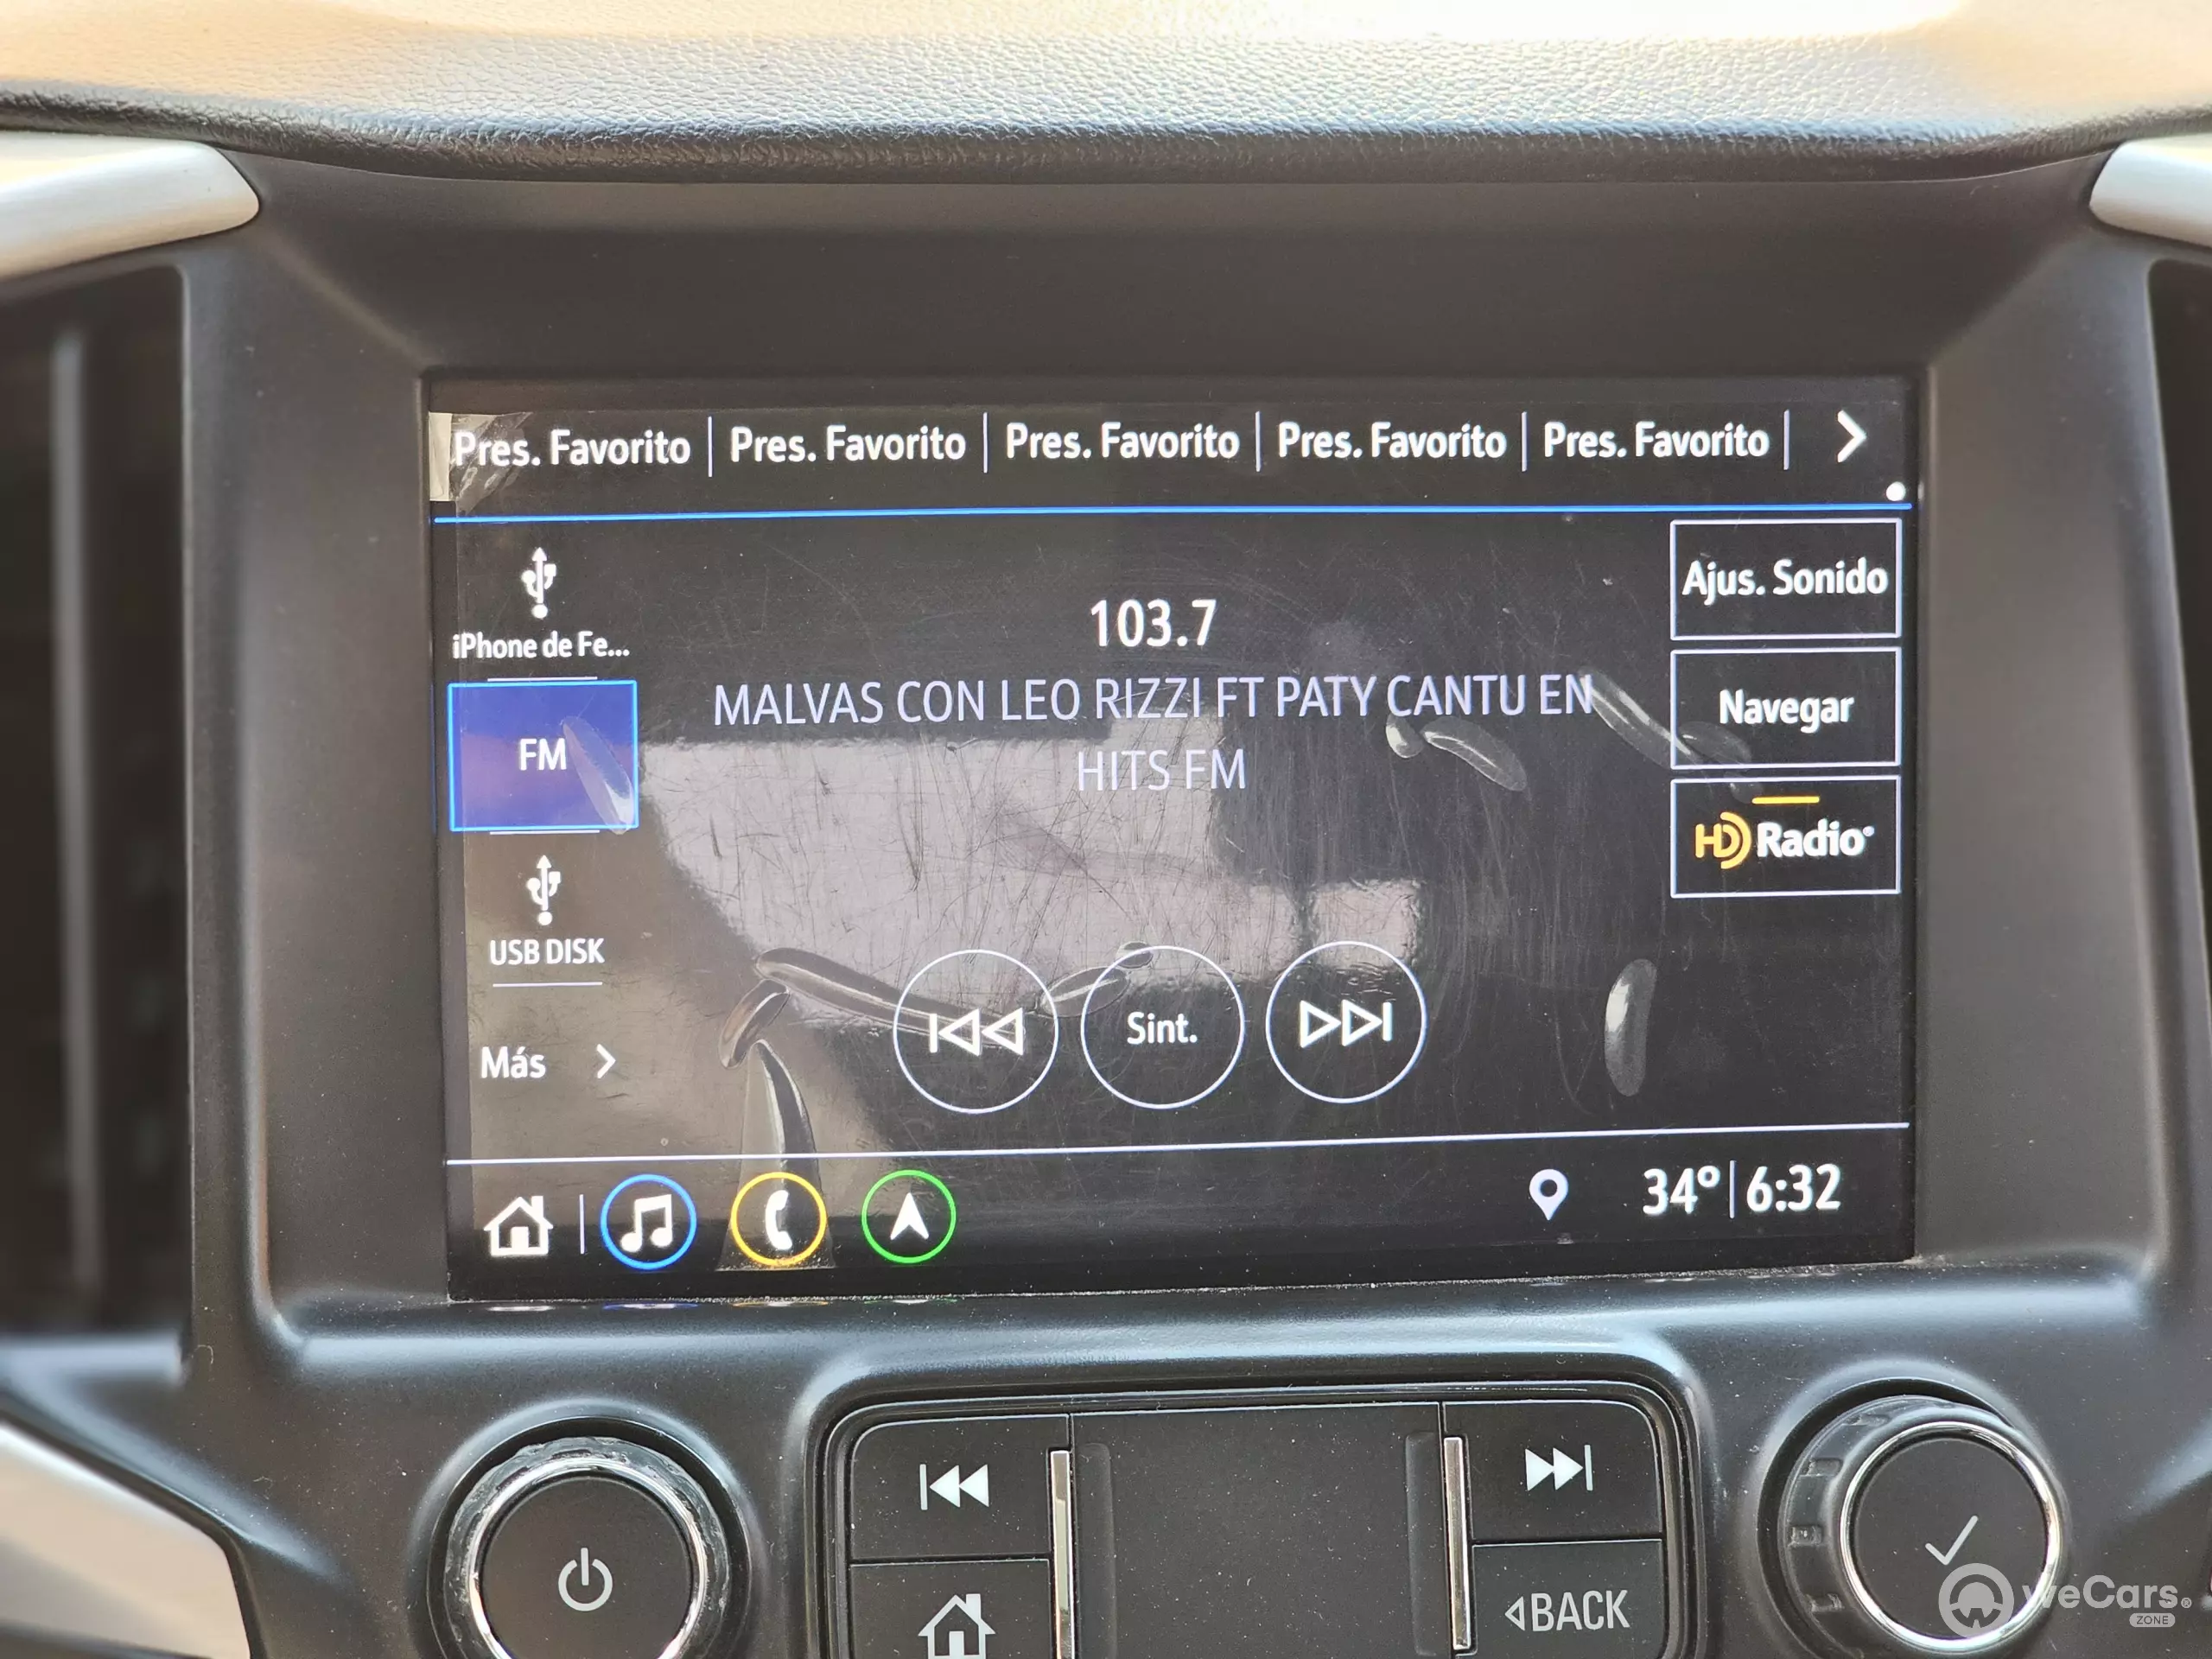 Pres. Favorito Pres. Favorito Pres. Favorito Pres. Favorito Pres. Favorito
iPhone de Fe...
FM
USB DISK
Más
103.7
MALVAS CON LEO RIZZI FT PATY CANTU EN
HITS FM
Sint.
Ajus. Sonido
Navegar
HD Radio
34° 6:32
BACK
weCars®
ZONE